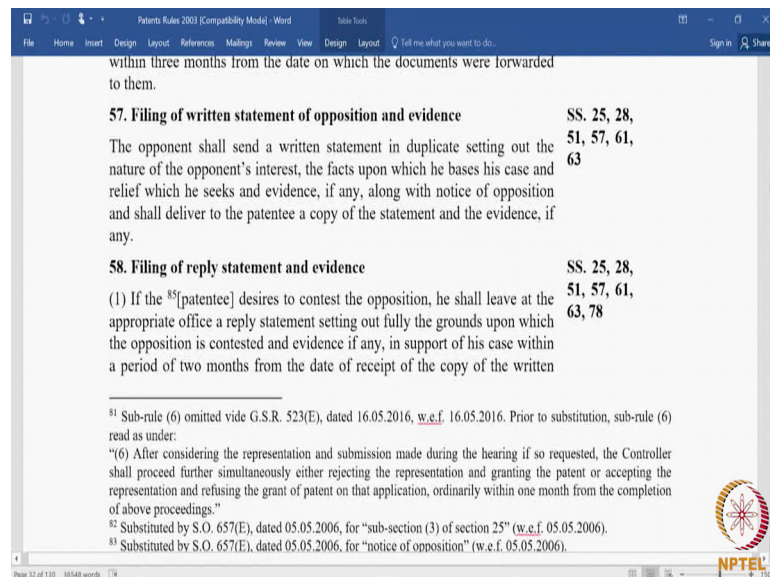 Patents Rules 2003 [Compatibility Mode] - Word
Table Tools
File Home Insert Design Layout References Mailings Review View Design Layout Tell me what you want to do... Sign in Share
within three months from the date on which the documents were forwarded
to them.
57. Filing of written statement of opposition and evidence
SS. 25, 28,
51, 57, 61,
63
The opponent shall send a written statement in duplicate setting out the
nature of the opponent's interest, the facts upon which he bases his case and
relief which he seeks and evidence, if any, along with notice of opposition
and shall deliver to the patentee a copy of the statement and the evidence, if
any.
58. Filing of reply statement and evidence
SS. 25, 28,
51, 57, 61,
63, 78
(1) If the 85[patentee] desires to contest the opposition, he shall leave at the
appropriate office a reply statement setting out fully the grounds upon which
the opposition is contested and evidence if any, in support of his case within
a period of two months from the date of receipt of the copy of the written
81 Sub-rule (6) omitted vide G.S.R. 523(E), dated 16.05.2016, w.e.f. 16.05.2016. Prior to substitution, sub-rule (6)
read as under:
"(6) After considering the representation and submission made during the hearing if so requested, the Controller
shall proceed further simultaneously either rejecting the representation and granting the patent or accepting the
representation and refusing the grant of patent on that application, ordinarily within one month from the completion
of above proceedings."
82 Substituted by S.O. 657(E), dated 05.05.2006, for "sub-section (3) of section 25" (w.e.f. 05.05.2006).
83 Substituted by S.O. 657(E), dated 05.05.2006, for "notice of opposition" (w.e.f. 05.05.2006).
Page 32 of 130 36548 words
NPTEL